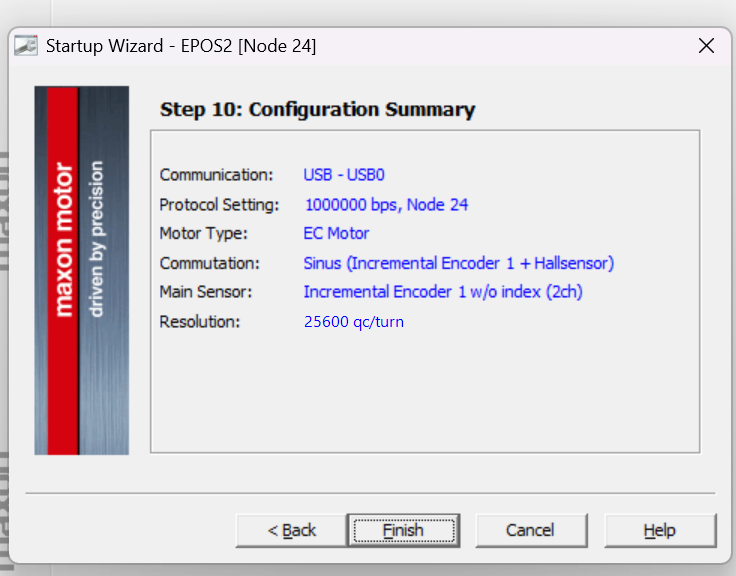 Startup Wizard - EPOS2 [Node 24]
maxon motor
driven by precision
Step 10: Configuration Summary
Communication: USB - USB0
Protocol Setting: 1000000 bps, Node 24
Motor Type: EC Motor
Commutation: Sinus (Incremental Encoder 1 + Hallsensor)
Main Sensor: Incremental Encoder 1 w/o index (2ch)
Resolution: 25600 qc/turn
< Back Finish Cancel Help